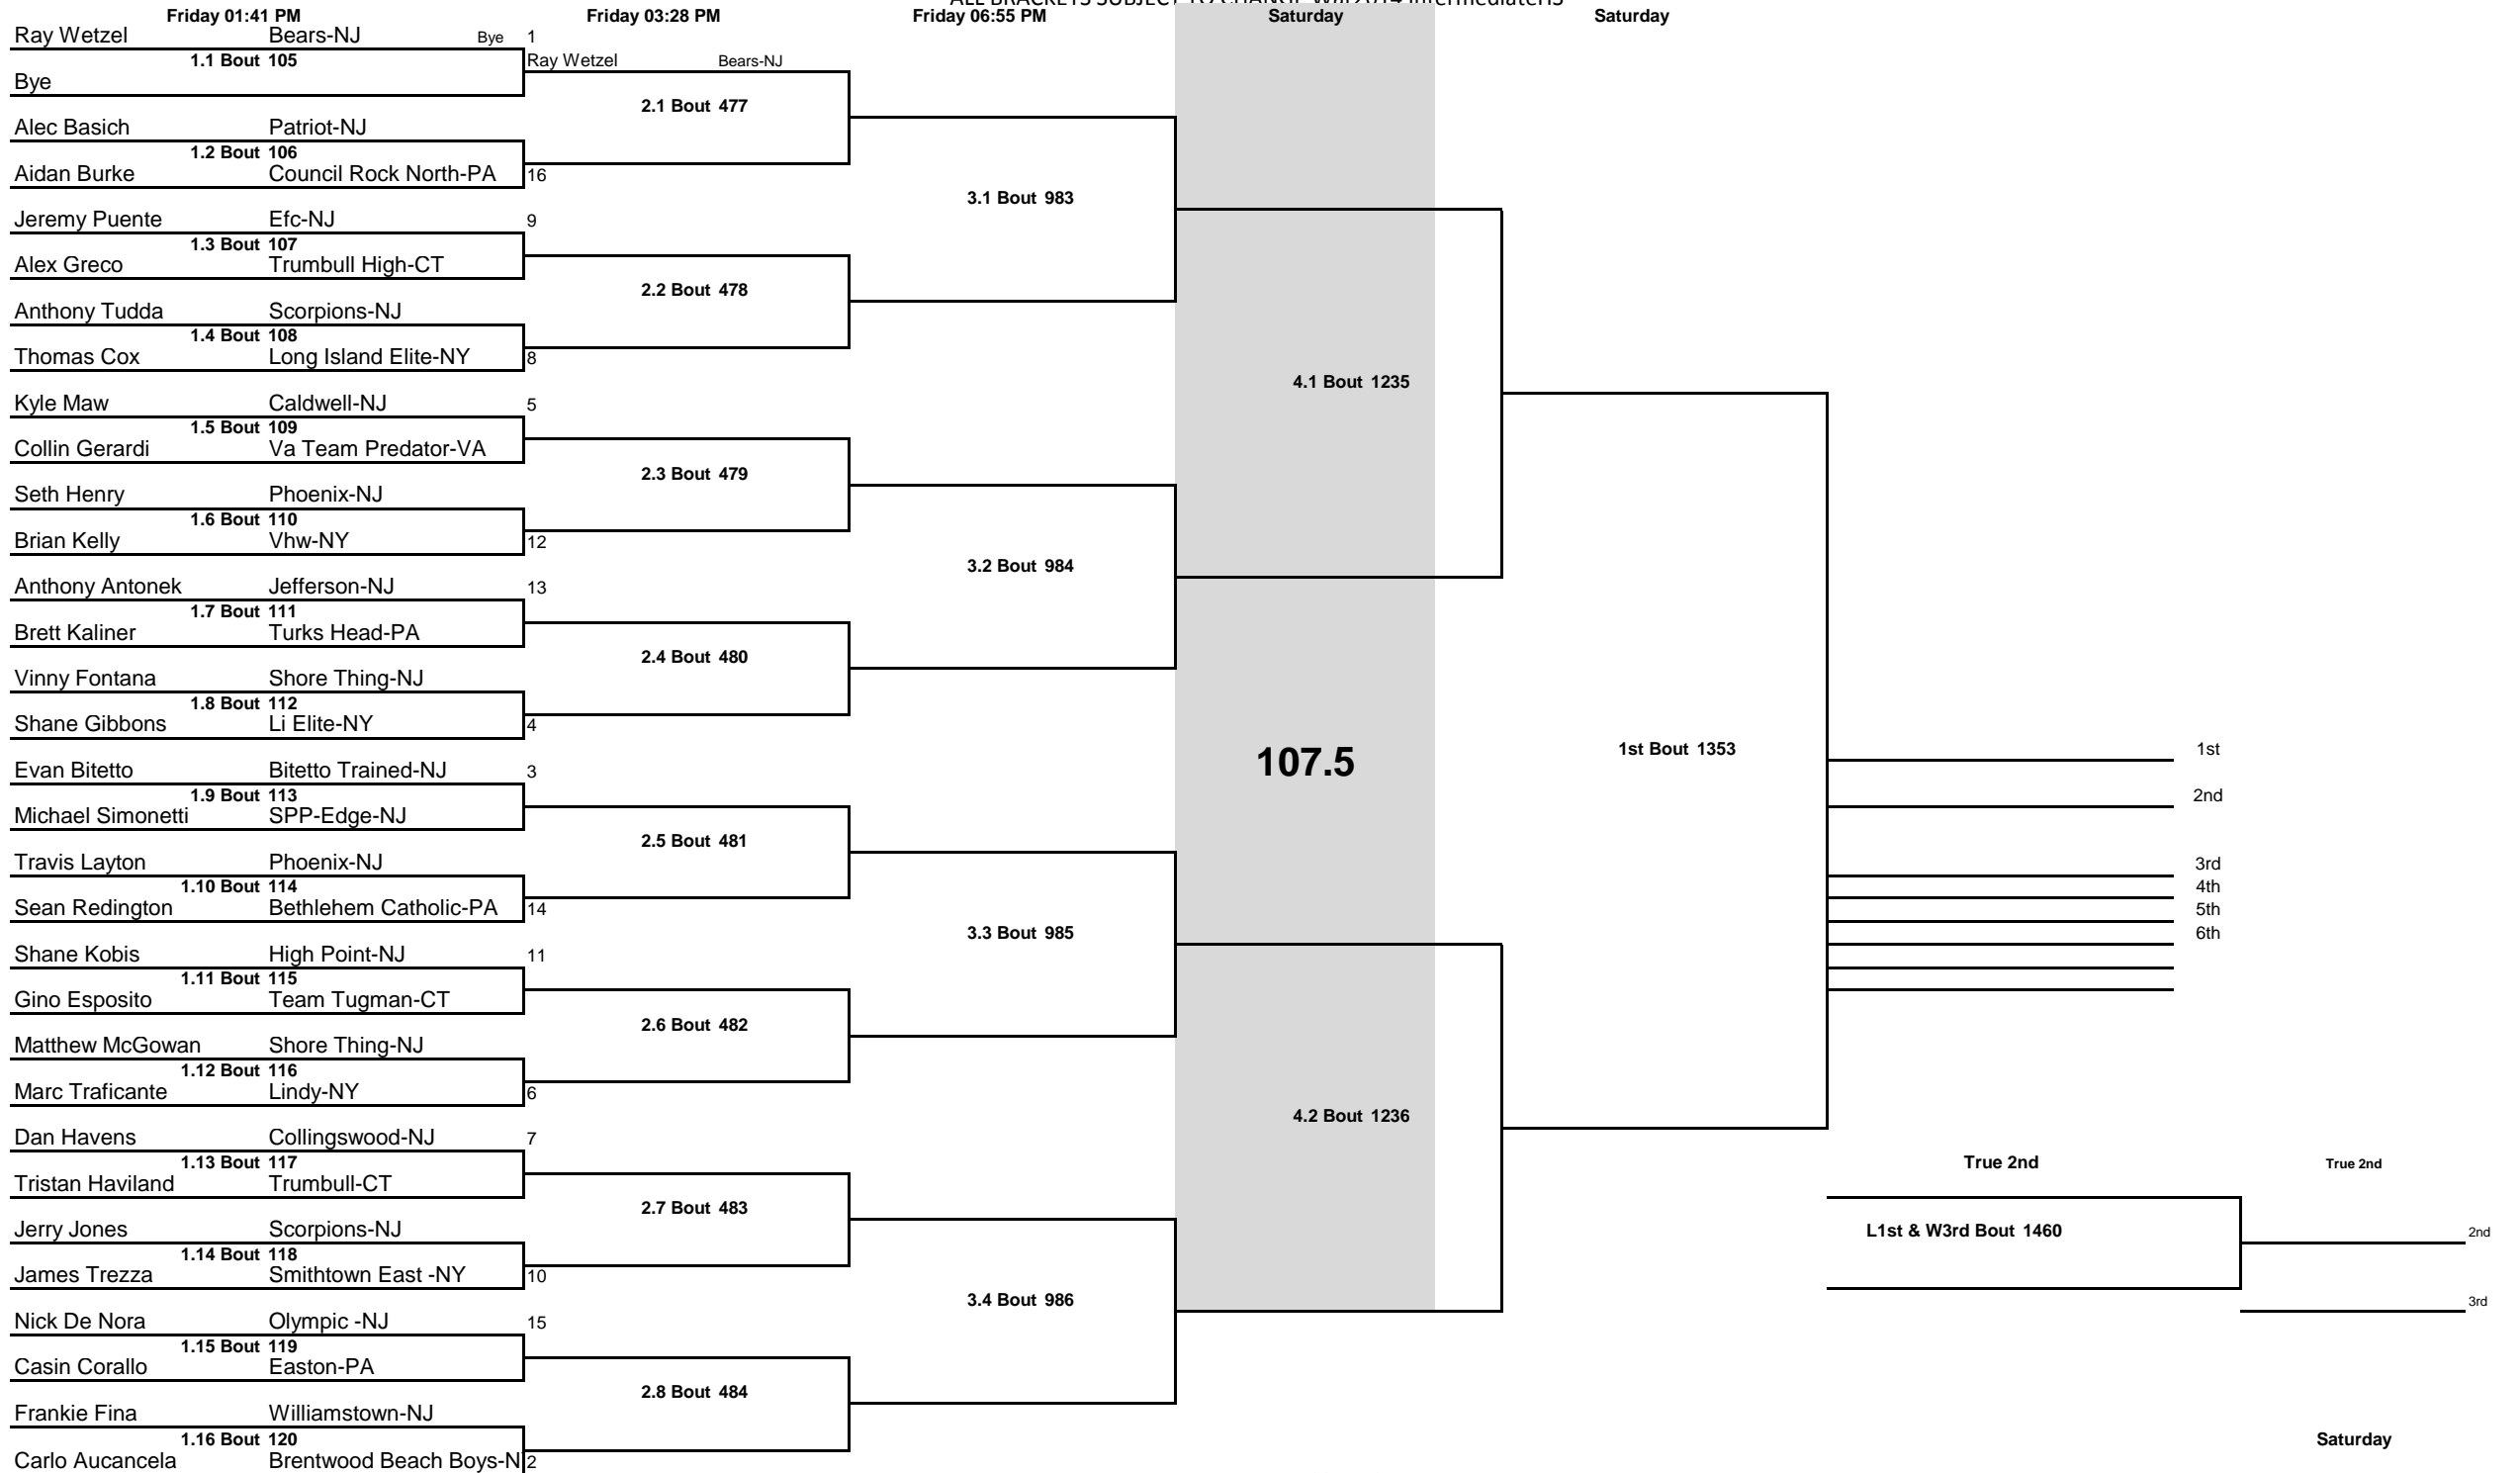 ALL BRACKETS SUBJECT TO CHANGE
Friday 01:41 PM Friday 03:28 PM Friday 06:55 PM Saturday Saturday
Ray Wetzel Bears-NJ Bye 1
1.1 Bout 105 Ray Wetzel Bears-NJ
Bye
2.1 Bout 477
Alec Basich Patriot-NJ
1.2 Bout 106
Aidan Burke Council Rock North-PA 16
3.1 Bout 983
Jeremy Puente Efc-NJ 9
1.3 Bout 107
Alex Greco Trumbull High-CT
2.2 Bout 478
Anthony Tudda Scorpions-NJ
1.4 Bout 108
Thomas Cox Long Island Elite-NY 8
4.1 Bout 1235
Kyle Maw Caldwell-NJ 5
1.5 Bout 109
Collin Gerardi Va Team Predator-VA
2.3 Bout 479
Seth Henry Phoenix-NJ
1.6 Bout 110
Brian Kelly Vhw-NY 12
3.2 Bout 984
Anthony Antonek Jefferson-NJ 13
1.7 Bout 111
Brett Kaliner Turks Head-PA
2.4 Bout 480
Vinny Fontana Shore Thing-NJ
1.8 Bout 112
Shane Gibbons Li Elite-NY 4
107.5 1st Bout 1353 1st
Evan Bitetto Bitetto Trained-NJ 3
1.9 Bout 113 2nd
Michael Simonetti SPP-Edge-NJ
2.5 Bout 481
Travis Layton Phoenix-NJ 3rd
1.10 Bout 114 4th
Sean Redington Bethlehem Catholic-PA 14 5th
3.3 Bout 985 6th
Shane Kobis High Point-NJ 11
1.11 Bout 115
Gino Esposito Team Tugman-CT
2.6 Bout 482
Matthew McGowan Shore Thing-NJ
1.12 Bout 116
Marc Traficante Lindy-NY 6
4.2 Bout 1236
Dan Havens Collingswood-NJ 7
1.13 Bout 117 True 2nd True 2nd
Tristan Haviland Trumbull-CT
2.7 Bout 483
Jerry Jones Scorpions-NJ L1st & W3rd Bout 1460 2nd
1.14 Bout 118
James Trezza Smithtown East -NY 10
3.4 Bout 986 3rd
Nick De Nora Olympic -NJ 15
1.15 Bout 119
Casin Corallo Easton-PA
2.8 Bout 484
Frankie Fina Williamstown-NJ
1.16 Bout 120 Saturday
Carlo Aucancela Brentwood Beach Boys-N 2